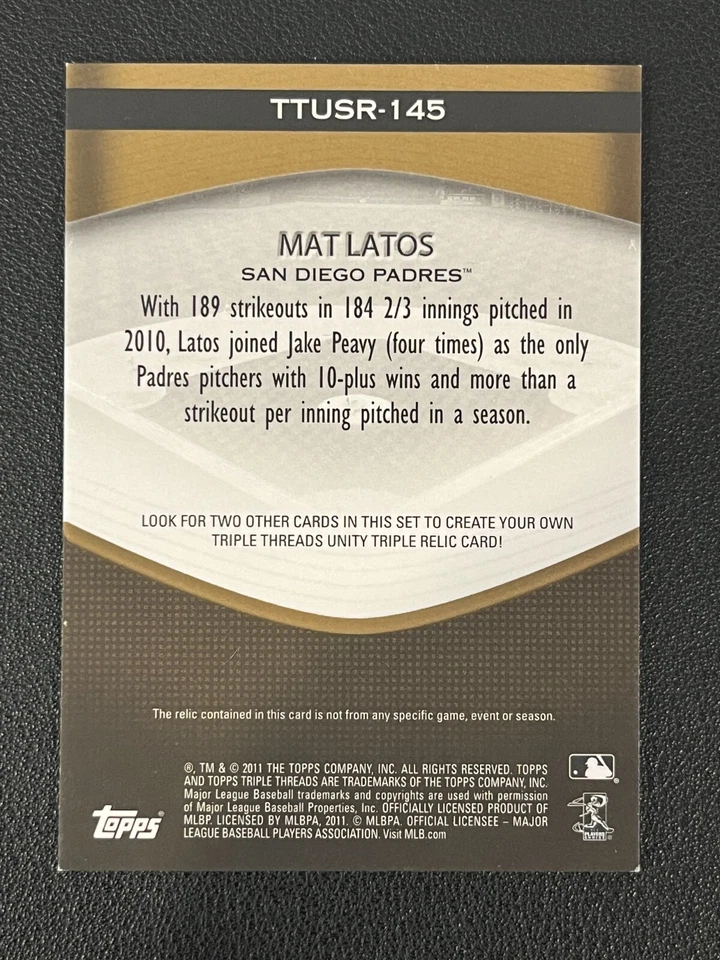 TTUSR-145
MAT LATOS
SAN DIEGO PADRES™
With 189 strikeouts in 184 2/3 innings pitched in
2010, Latos joined Jake Peavy (four times) as the only
Padres pitchers with 10-plus wins and more than a
strikeout per inning pitched in a season.
LOOK FOR TWO OTHER CARDS IN THIS SET TO CREATE YOUR OWN
TRIPLE THREADS UNITY TRIPLE RELIC CARD!
The relic contained in this card is not from any specific game, event or season.
®, TM & © 2011 THE TOPPS COMPANY, INC. ALL RIGHTS RESERVED. TOPPS
AND TOPPS TRIPLE THREADS ARE TRADEMARKS OF THE TOPPS COMPANY, INC.
Major League Baseball trademarks and copyrights are used with permission
of Major League Baseball Properties, Inc. OFFICIALLY LICENSED PRODUCT OF
MLBP. LICENSED BY MLBPA, 2011. © MLBPA. OFFICIAL LICENSEE – MAJOR
LEAGUE BASEBALL PLAYERS ASSOCIATION. Visit MLB.com
Topps®